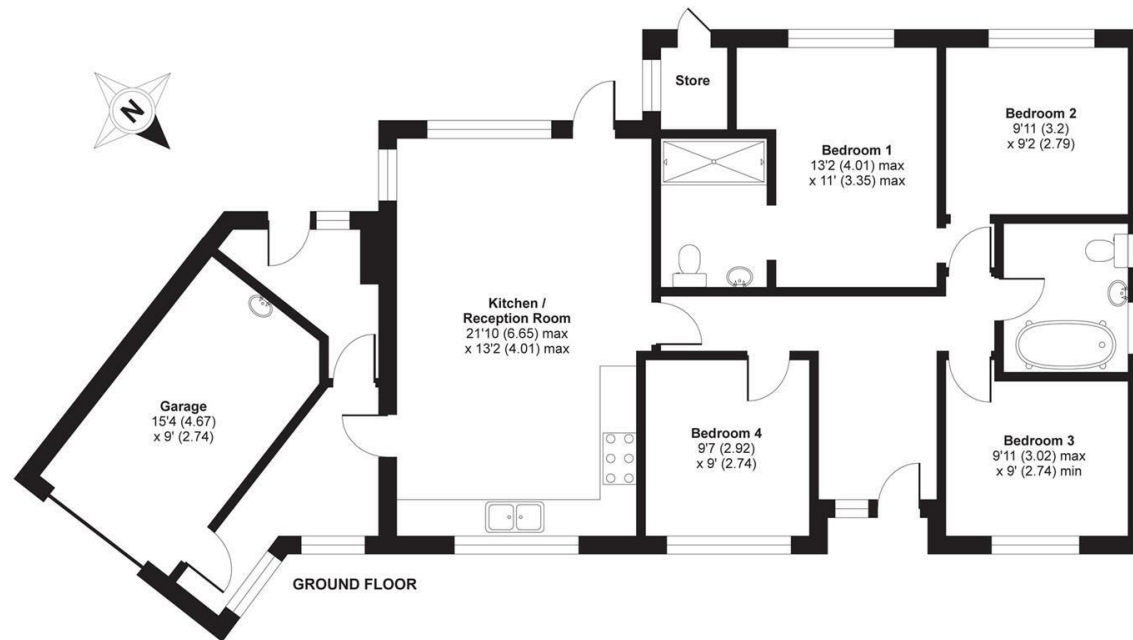 N
Store
Bedroom 1
13'2 (4.01) max
x 11' (3.35) max
Bedroom 2
9'11 (3.2)
x 9'2 (2.79)
Kitchen /
Reception Room
21'10 (6.65) max
x 13'2 (4.01) max
Garage
15'4 (4.67)
x 9' (2.74)
Bedroom 4
9'7 (2.92)
x 9' (2.74)
Bedroom 3
9'11 (3.02) max
x 9' (2.74) min
GROUND FLOOR